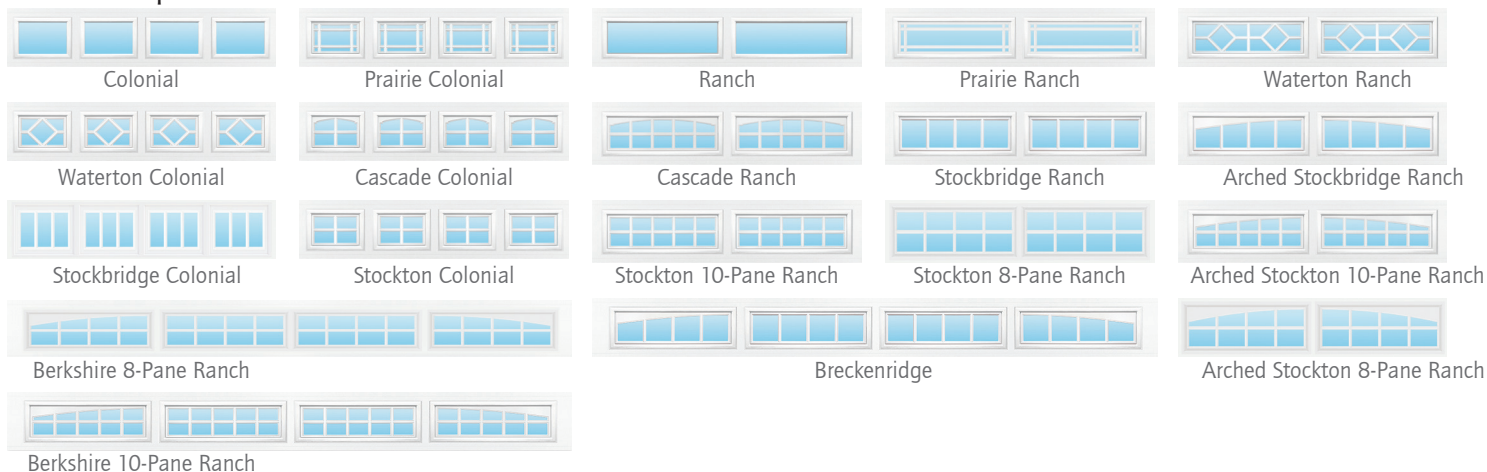 Colonial
Prairie Colonial
Ranch
Prairie Ranch
Waterton Ranch
Waterton Colonial
Cascade Colonial
Cascade Ranch
Stockbridge Ranch
Arched Stockbridge Ranch
Stockbridge Colonial
Stockton Colonial
Stockton 10-Pane Ranch
Stockton 8-Pane Ranch
Arched Stockton 10-Pane Ranch
Berkshire 8-Pane Ranch
Breckenridge
Arched Stockton 8-Pane Ranch
Berkshire 10-Pane Ranch